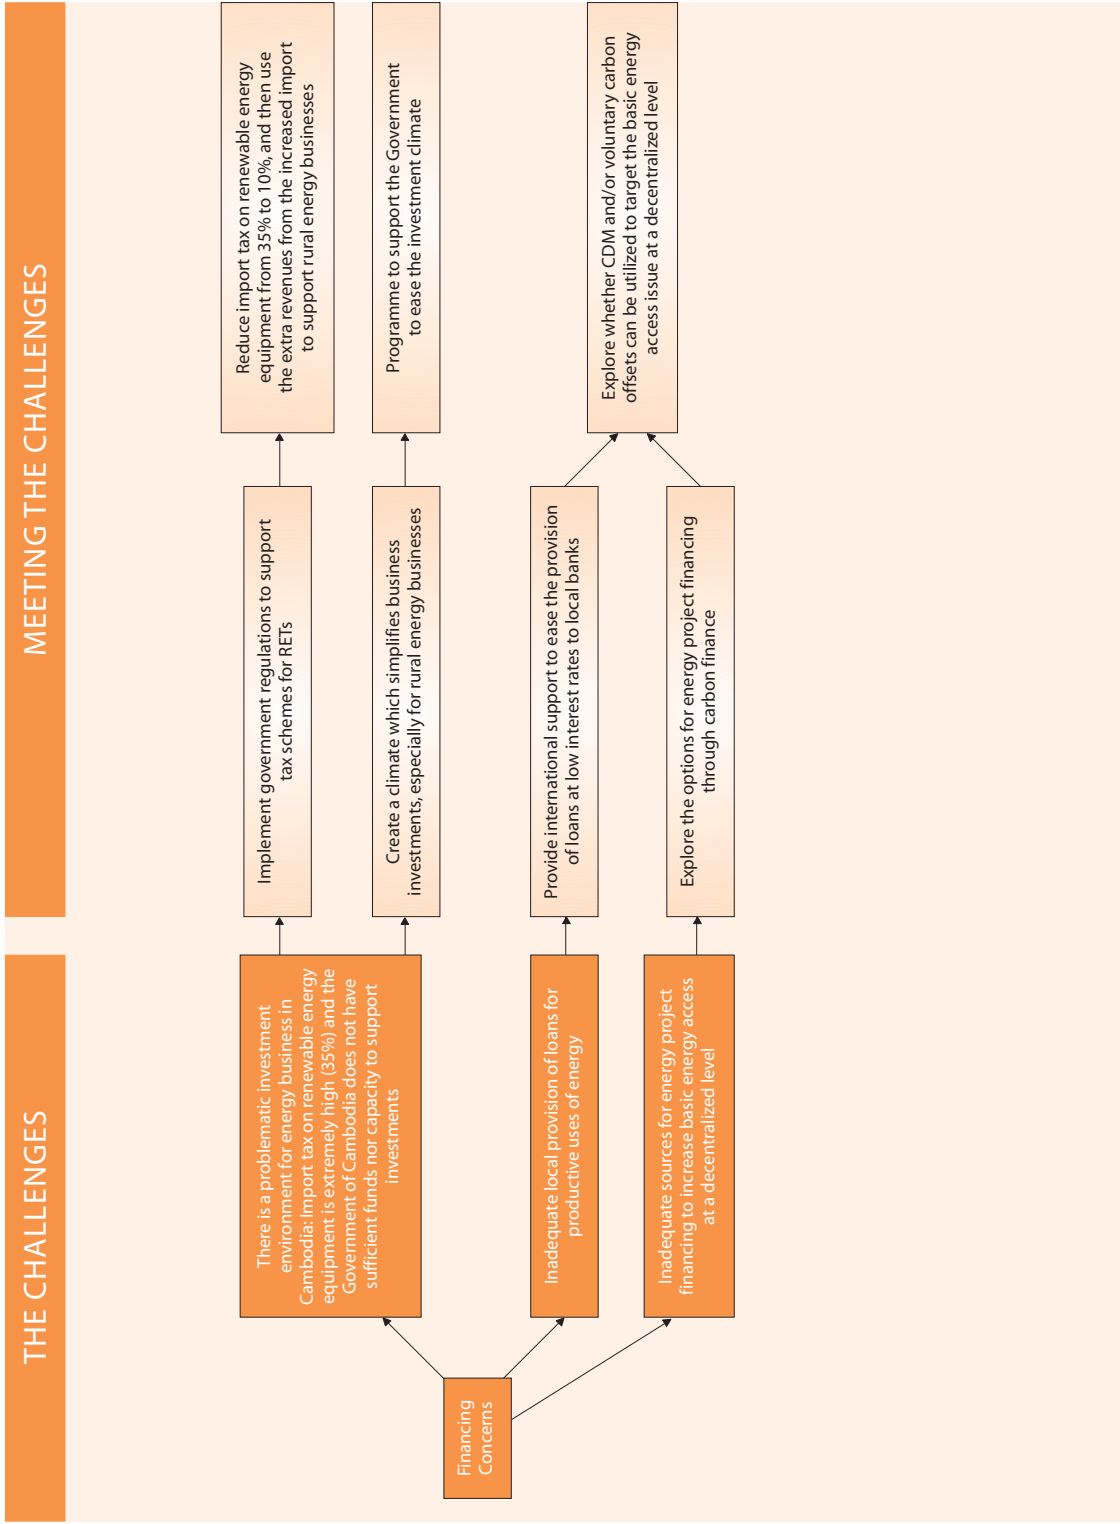 THE CHALLENGES
MEETING THE CHALLENGES
Financing
Concerns
There is a problematic investment
environment for energy business in
Cambodia: Import tax on renewable energy
equipment is extremely high (35%) and the
Government of Cambodia does not have
sufficient funds nor capacity to support
investments
Implement government regulations to support
tax schemes for RETs
Reduce import tax on renewable energy
equipment from 35% to 10%, and then use
the extra revenues from the increased import
to support rural energy businesses
Create a climate which simplifies business
investments, especially for rural energy businesses
Programme to support the Government
to ease the investment climate
Inadequate local provision of loans for
productive uses of energy
Provide international support to ease the provision
of loans at low interest rates to local banks
Explore whether CDM and/or voluntary carbon
offsets can be utilized to target the basic energy
access issue at a decentralized level
Inadequate sources for energy project
financing to increase basic energy access
at a decentralized level
Explore the options for energy project financing
through carbon finance